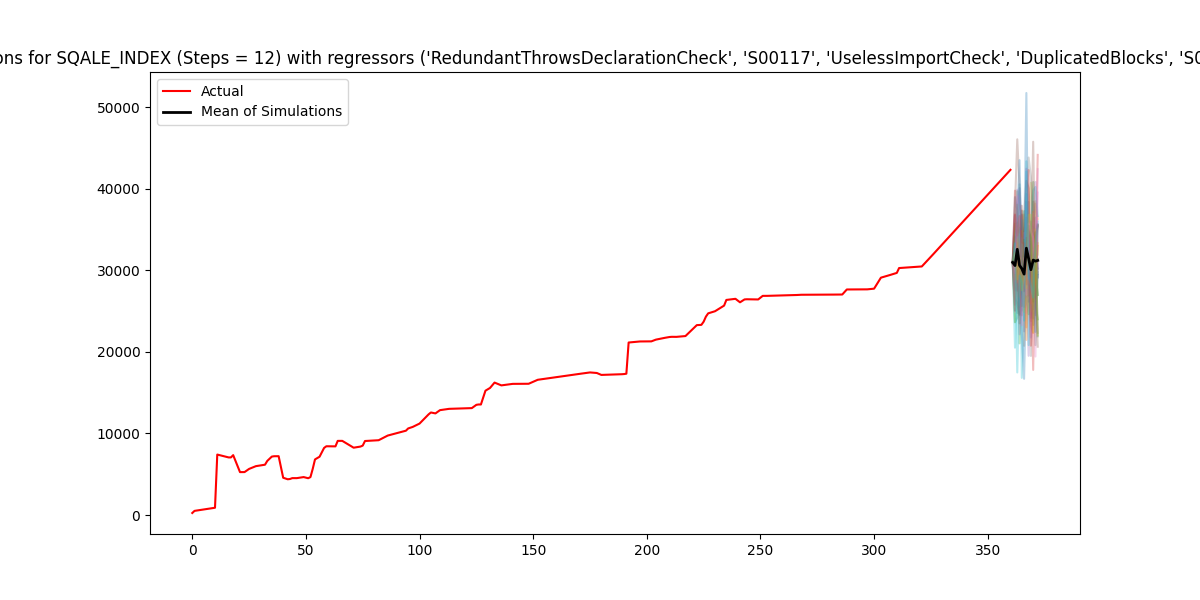 ons for SQALE_INDEX (Steps = 12) with regressors ('RedundantThrowsDeclarationCheck', 'S00117', 'UselessImportCheck', 'DuplicatedBlocks', 'S0
Actual
Mean of Simulations
50000
40000
30000
20000
10000
0
0 50 100 150 200 250 300 350